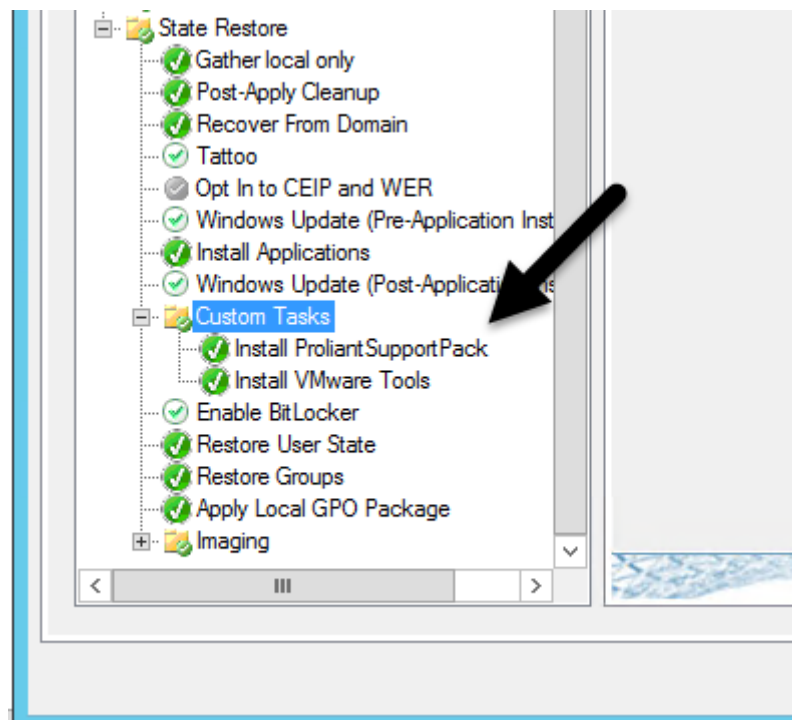 State Restore
Gather local only
Post-Apply Cleanup
Recover From Domain
Tattoo
Opt In to CEIP and WER
Windows Update (Pre-Application Inst
Install Applications
Windows Update (Post-Applicati
Custom Tasks
Install ProliantSupportPack
Install VMware Tools
Enable BitLocker
Restore User State
Restore Groups
Apply Local GPO Package
Imaging